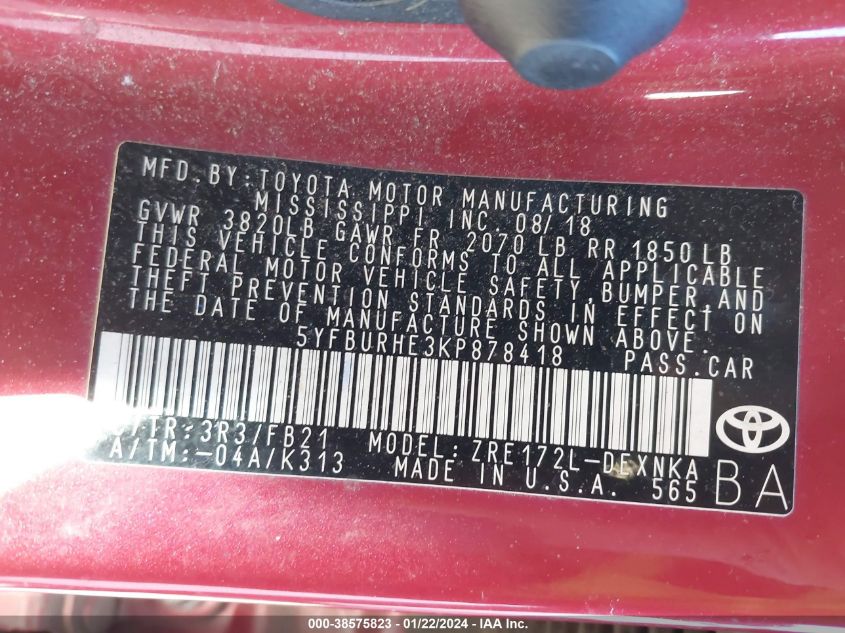 MFD.BY:TOYOTA MOTOR MANUFACTURING
MISSISSIPPI INC. 08/18
GVWR 3820LB GAWR FR 2070 LB RR 1850 LB
THIS VEHICLE CONFORMS TO ALL APPLICABLE
FEDERAL MOTOR VEHICLE SAFETY,BUMPER,AND
THEFT PREVENTION STANDARDS IN EFFECT ON
THE DATE OF MANUFACTURE SHOWN ABOVE.
5YFBURHE3KP878418 PASS.CAR
/TR:3R3/FB21 MODEL:ZRE172L-DEXNKA
A/TM:-04A/K313 MADE IN U.S.A. 565
BA
000-38575823 - 01/22/2024 - IAA Inc.